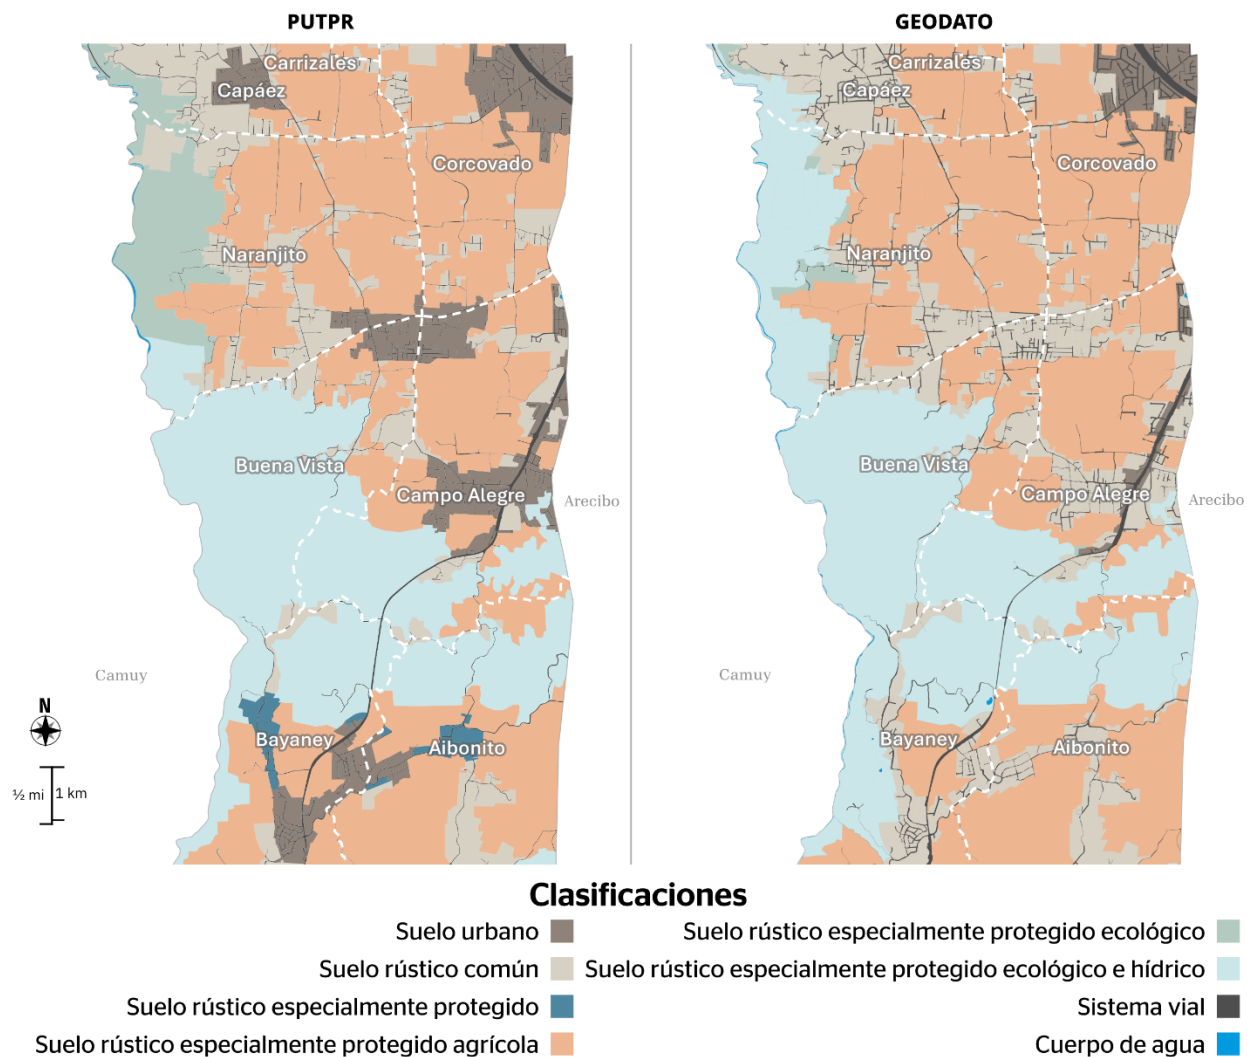 PUTPR
GEODATO
Carrizales
Capáez
Corcovado
Naranjito
Buena Vista
Campo Alegre
Arecibo
Camuy
Bayaney
Aibonito
Carrizales
Capáez
Corcovado
Naranjito
Buena Vista
Campo Alegre
Arecibo
Camuy
Bayaney
Aibonito
N
½ mi 1 km
Clasificaciones
Suelo urbano
Suelo rústico común
Suelo rústico especialmente protegido
Suelo rústico especialmente protegido agrícola
Suelo rústico especialmente protegido ecológico
Suelo rústico especialmente protegido ecológico e hídrico
Sistema vial
Cuerpo de agua